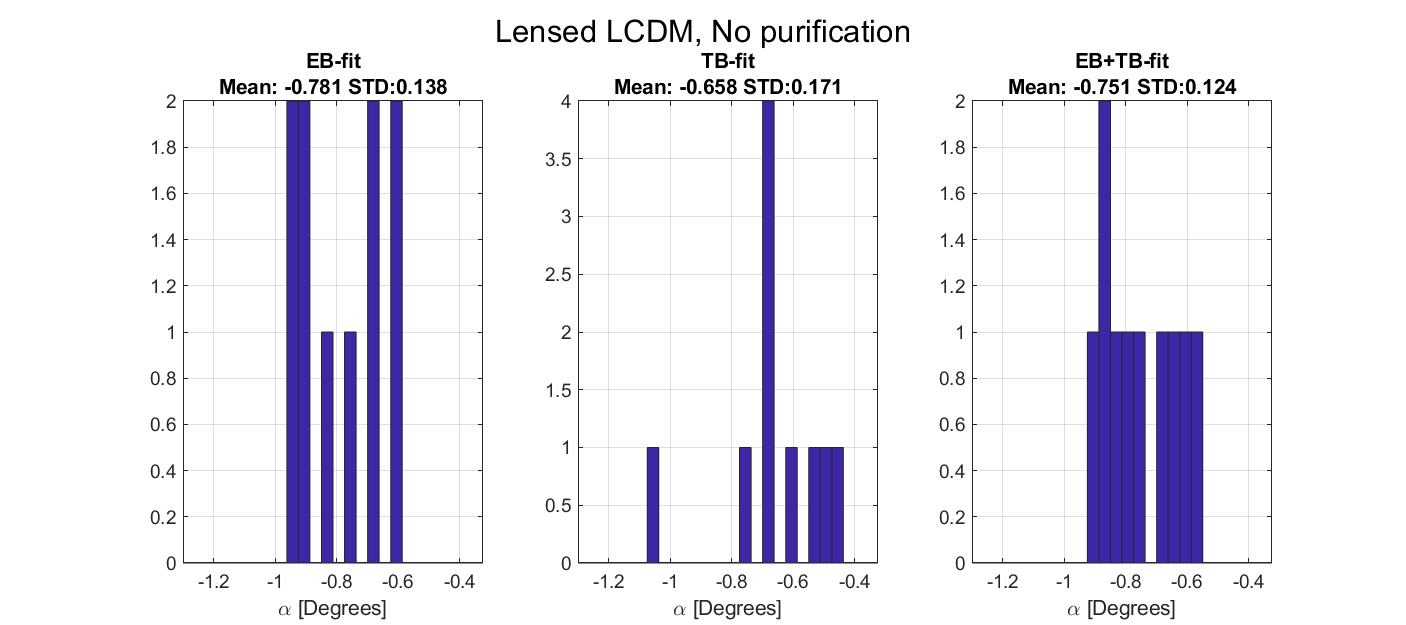 Lensed LCDM, No purification
EB-fit
Mean: -0.781 STD:0.138
2
1.8
1.6
1.4
1.2
1
0.8
0.6
0.4
0.2
0
-1.2 -1 -0.8 -0.6 -0.4
α [Degrees]
TB-fit
Mean: -0.658 STD:0.171
4
3.5
3
2.5
2
1.5
1
0.5
0
-1.2 -1 -0.8 -0.6 -0.4
α [Degrees]
EB+TB-fit
Mean: -0.751 STD:0.124
2
1.8
1.6
1.4
1.2
1
0.8
0.6
0.4
0.2
0
-1.2 -1 -0.8 -0.6 -0.4
α [Degrees]